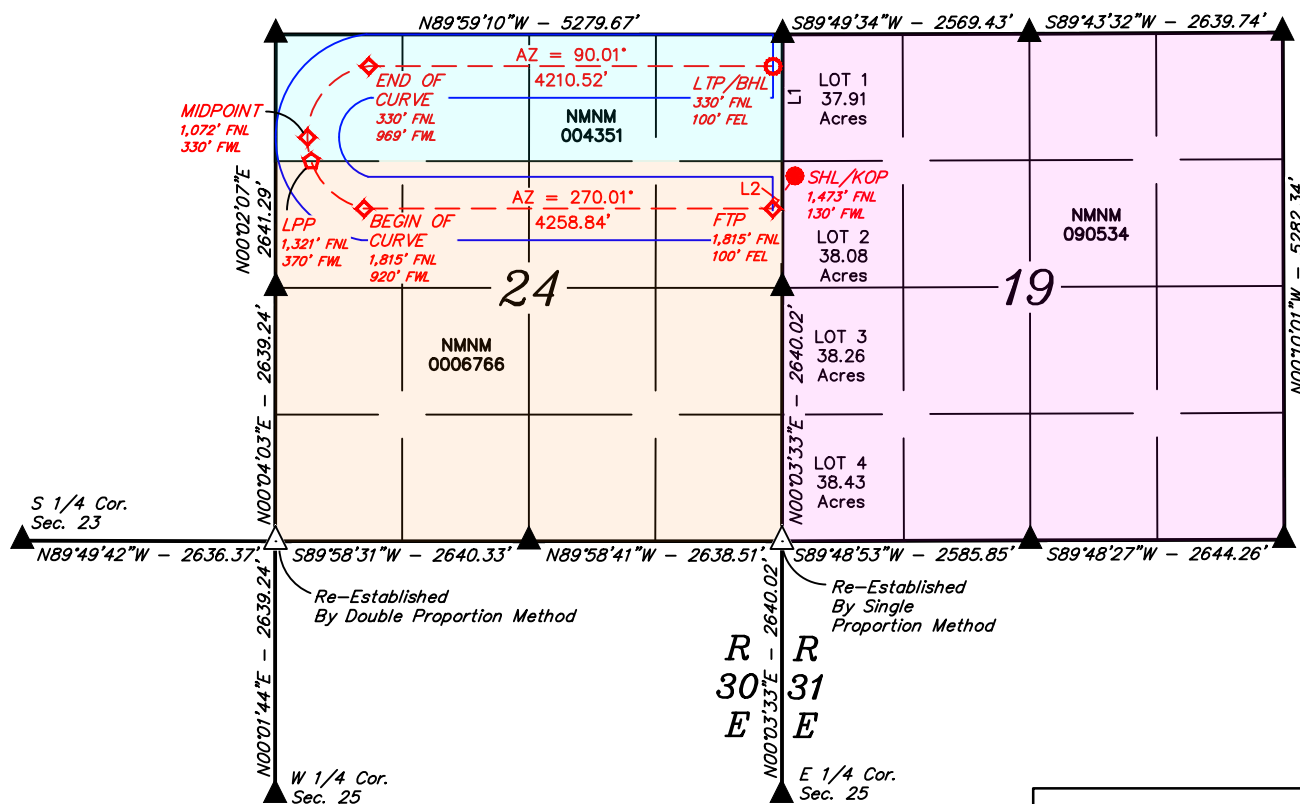 N89°59'10"W - 5279.67'
S89°49'34"W - 2569.43'
S89°43'32"W - 2639.74'
AZ = 90.01°
4210.52'
END OF
CURVE
330' FNL
969' FWL
LTP/BHL
330' FNL
100' FEL
MIDPOINT
1,072' FNL
330' FWL
NMNM
004351
L1
LOT 1
37.91
Acres
N00°02'07"E
2641.29'
L2
SHL/KOP
1,473' FNL
130' FWL
AZ = 270.01°
4258.84'
LPP
1,321' FNL
370' FWL
BEGIN OF
CURVE
1,815' FNL
920' FWL
FTP
1,815' FNL
100' FEL
LOT 2
38.08
Acres
NMNM
090534
24
19
N00°10'01"W - 5282.34'
NMNM
0006766
LOT 3
38.26
Acres
N00°04'03"E - 2639.24'
N00°03'33"E - 2640.02'
LOT 4
38.43
Acres
S 1/4 Cor.
Sec. 23
N89°49'42"W - 2636.37'
S89°58'31"W - 2640.33'
N89°58'41"W - 2638.51'
S89°48'53"W - 2585.85'
S89°48'27"W - 2644.26'
Re-Established
By Double Proportion Method
Re-Established
By Single
Proportion Method
N00°01'44"E - 2639.24'
N00°03'33"E - 2640.02'
R R
30 31
E E
W 1/4 Cor.
Sec. 25
E 1/4 Cor.
Sec. 25